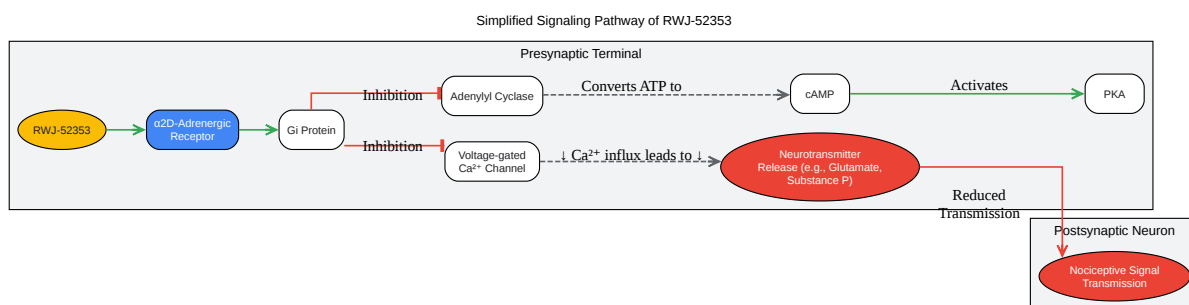 Simplified Signaling Pathway of RWJ-52353
Presynaptic Terminal
RWJ-52353
α2D-Adrenergic
Receptor
Gi Protein
Inhibition
Adenylyl Cyclase
Converts ATP to
cAMP
Activates
PKA
Inhibition
Voltage-gated
Ca²⁺ Channel
↓ Ca²⁺ influx leads to ↓
Neurotransmitter
Release (e.g., Glutamate,
Substance P)
Reduced
Transmission
Postsynaptic Neuron
Nociceptive Signal
Transmission